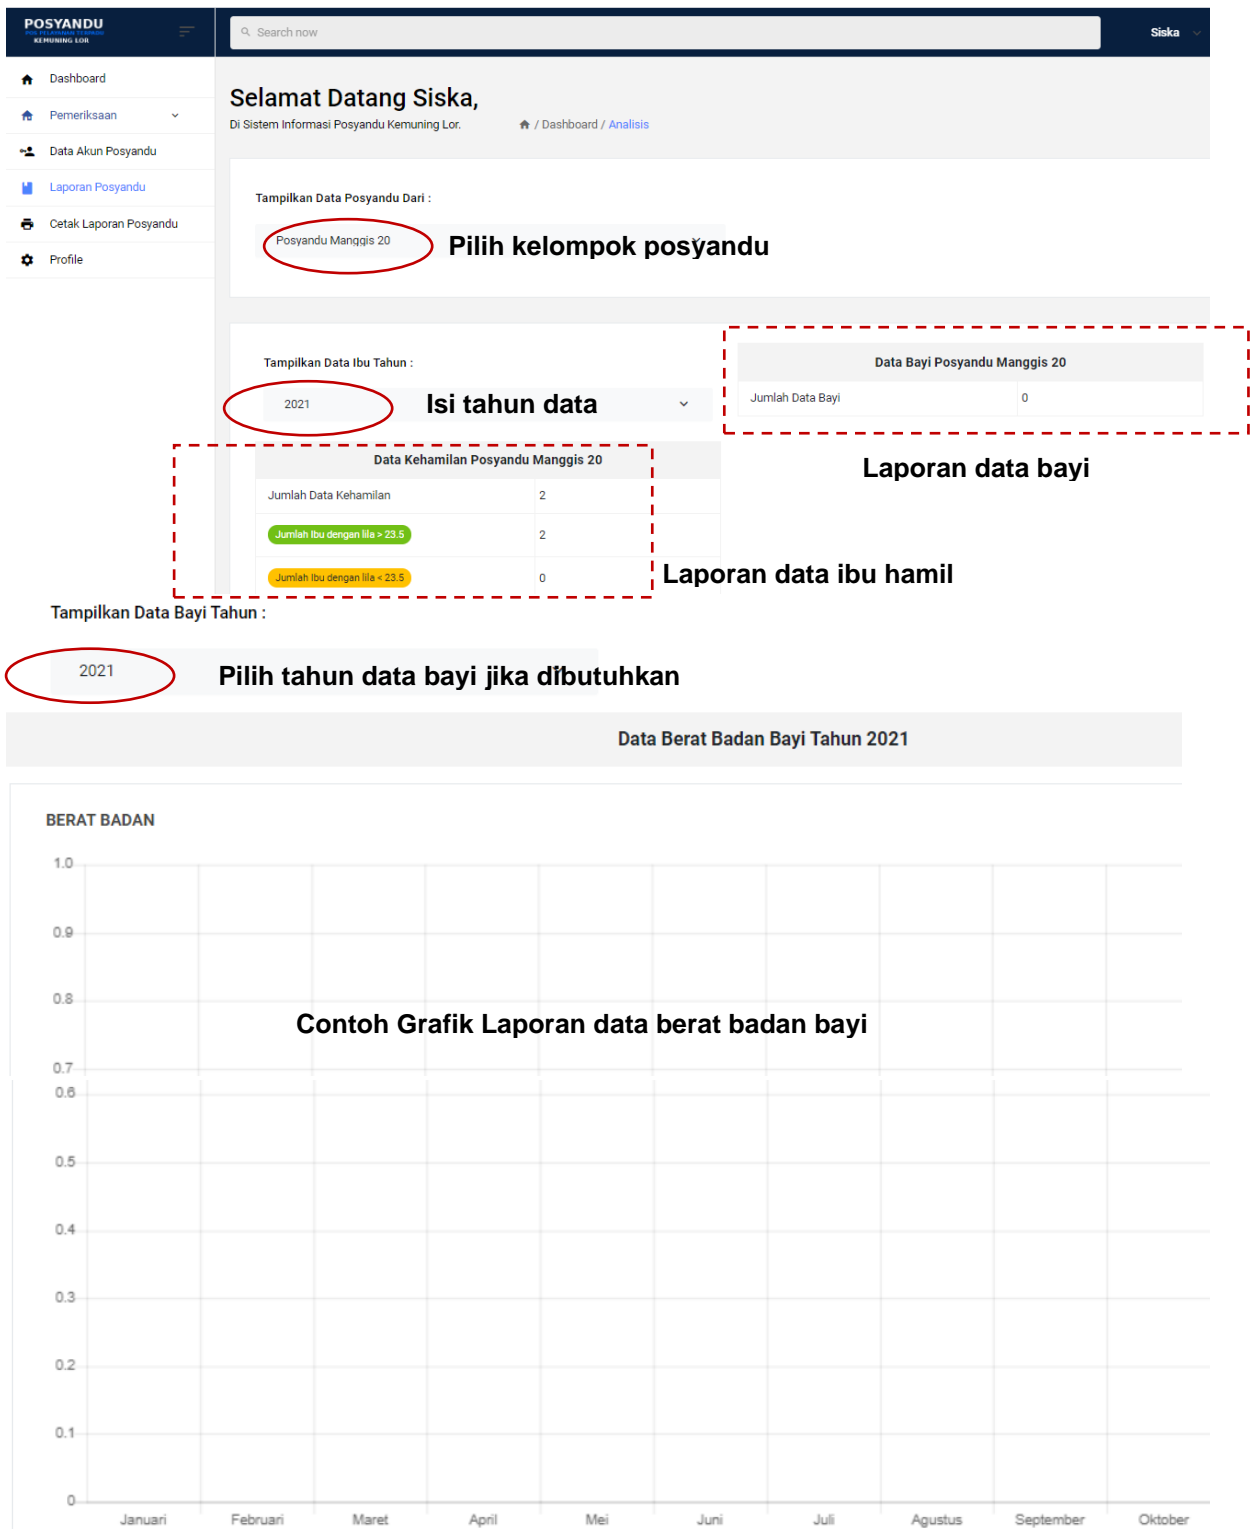 POSYANDU
POS PELAYANAN TERPADU
KEMUNING LOR
Search now
Siska
Dashboard
Pemeriksaan
Data Akun Posyandu
Laporan Posyandu
Cetak Laporan Posyandu
Profile
Selamat Datang Siska,
Di Sistem Informasi Posyandu Kemuning Lor.
/ Dashboard / Analisis
Tampilkan Data Posyandu Dari :
Posyandu Manggis 20
Pilih kelompok posyandu
Tampilkan Data Ibu Tahun :
2021
Isi tahun data
Data Bayi Posyandu Manggis 20
Jumlah Data Bayi 0
Laporan data bayi
Data Kehamilan Posyandu Manggis 20
Jumlah Data Kehamilan 2
Jumlah Ibu dengan lila > 23.5 2
Jumlah Ibu dengan lila < 23.5 0
Laporan data ibu hamil
Tampilkan Data Bayi Tahun :
2021
Pilih tahun data bayi jika dibutuhkan
Data Berat Badan Bayi Tahun 2021
BERAT BADAN
1.0
0.9
0.8
Contoh Grafik Laporan data berat badan bayi
0.7
0.6
0.5
0.4
0.3
0.2
0.1
0
Januari Februari Maret April Mei Juni Juli Agustus September Oktober